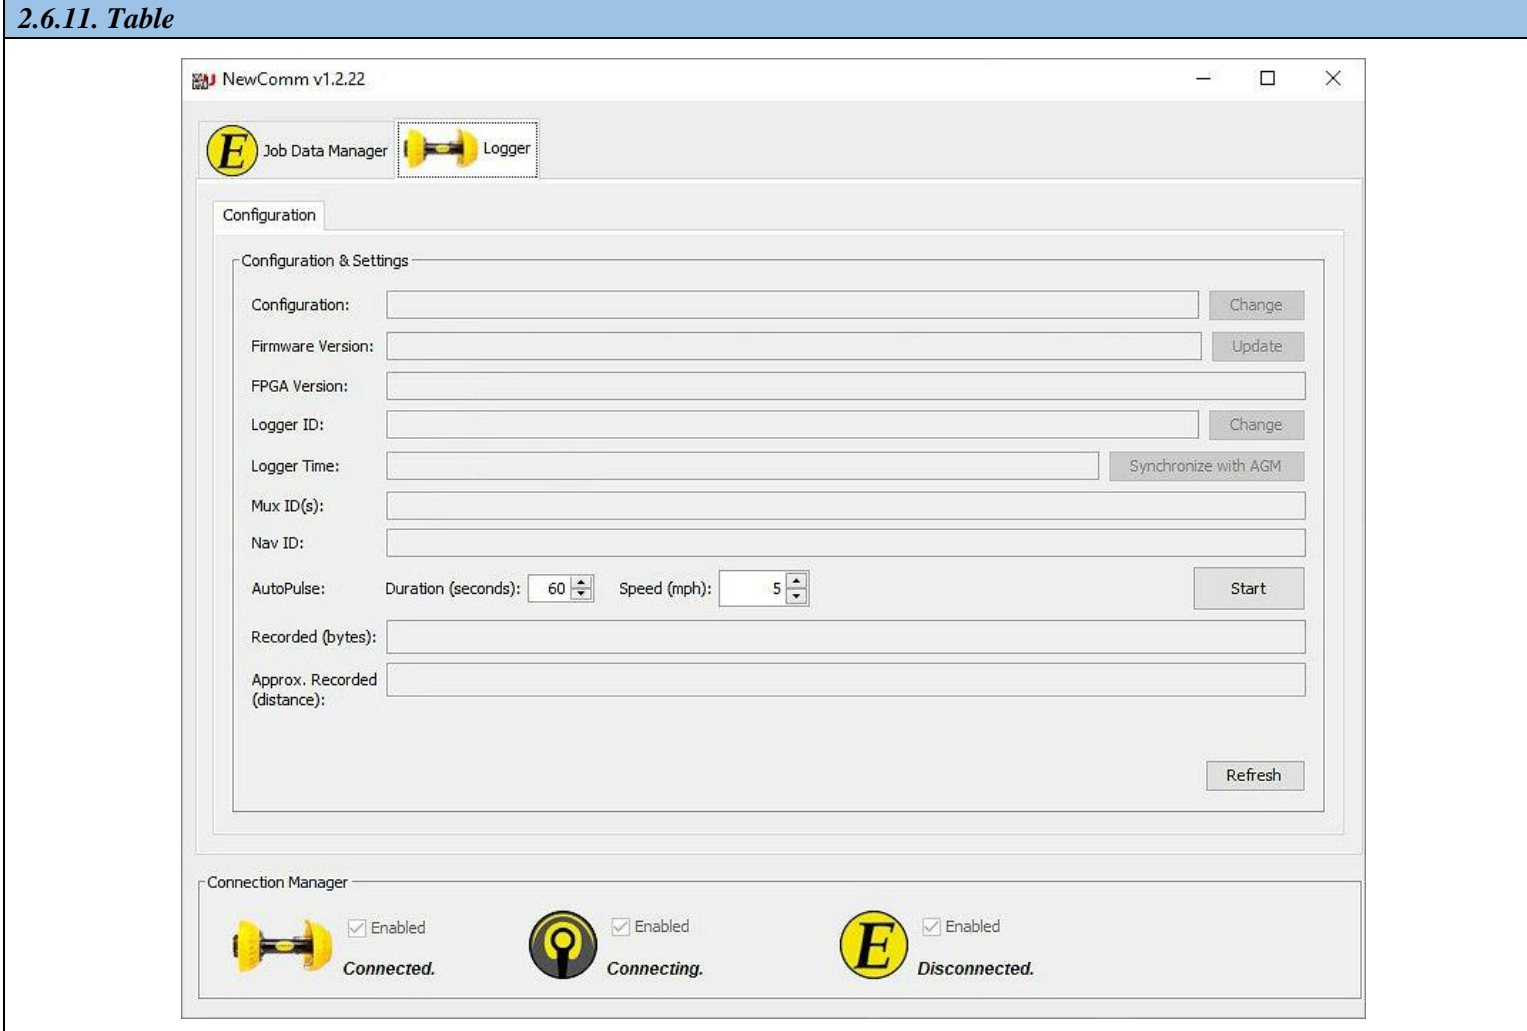 2.6.11. Table
NewComm v1.2.22
E Job Data Manager Logger
Configuration
Configuration & Settings
Configuration: Change
Firmware Version: Update
FPGA Version:
Logger ID: Change
Logger Time: Synchronize with AGM
Mux ID(s):
Nav ID:
AutoPulse: Duration (seconds): 60 Speed (mph): 5 Start
Recorded (bytes):
Approx. Recorded
(distance):
Refresh
Connection Manager
Enabled Enabled E Enabled
Connected. Connecting. Disconnected.